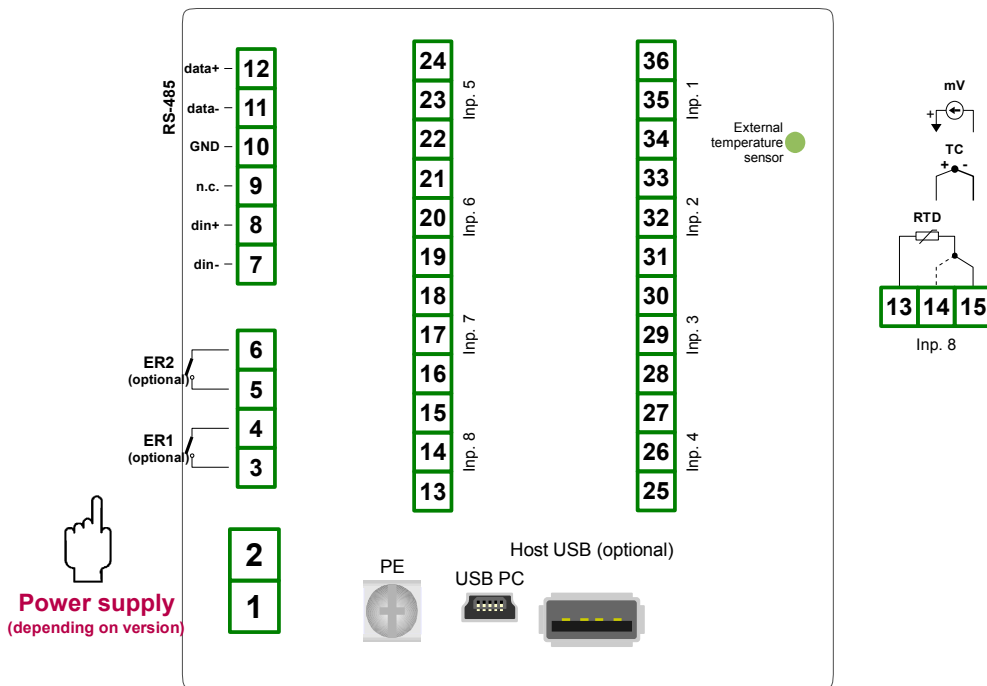 RS-485
data+
12
data-
11
GND
10
n.c.
9
din+
8
din-
7
ER2
(optional)
6
5
ER1
(optional)
4
3
2
1
Power supply
(depending on version)
24
23
22
21
20
19
18
17
16
15
14
13
Inp. 5
Inp. 6
Inp. 7
Inp. 8
36
35
34
33
32
31
30
29
28
27
26
25
Inp. 1
Inp. 2
Inp. 3
Inp. 4
External
temperature
sensor
PE
USB PC
Host USB (optional)
mV
+
TC
+ -
RTD
13 14 15
Inp. 8